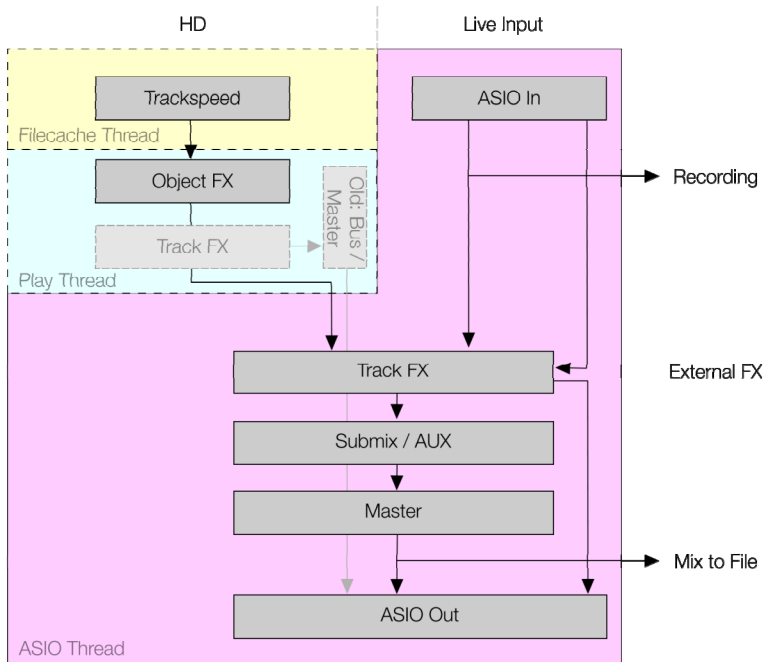 HD
Live Input
Trackspeed
ASIO In
Filecache Thread
Object FX
Old: Bus /
Master
Recording
Track FX
Play Thread
Track FX
External FX
Submix / AUX
Master
Mix to File
ASIO Out
ASIO Thread